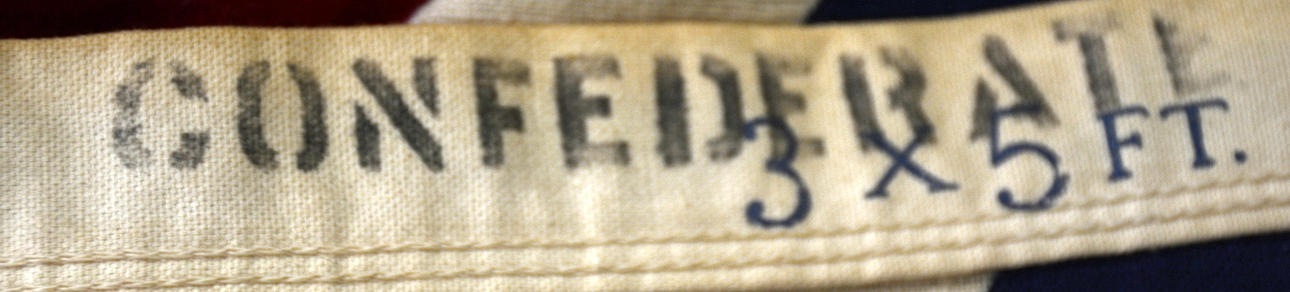 CONFEDERATE
3 X 5 FT.